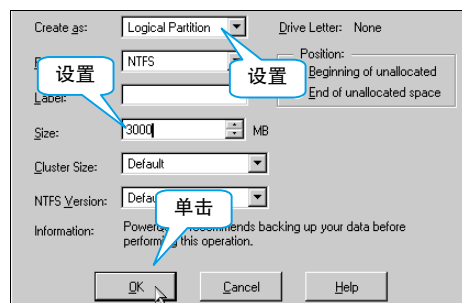 Create as: Logical Partition Drive Letter: None
Position:
NTFS
Beginning of unallocated
设置
设置
Label:
End of unallocated space
Size: 3000 MB
Cluster Size: Default
NTFS Version:
单击
Information: backing up your data before
this operation.
OK Cancel Help